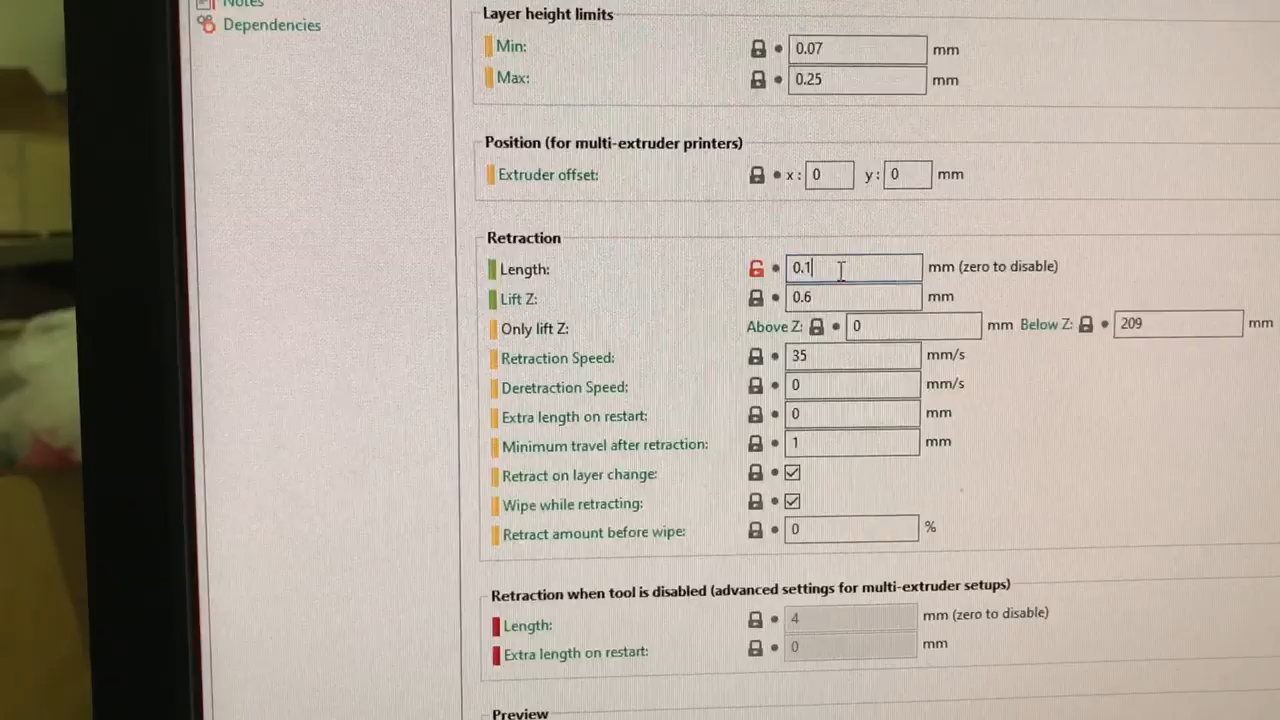 Notes
Dependencies
Layer height limits
Min: 0.07 mm
Max: 0.25 mm
Position (for multi-extruder printers)
Extruder offset: x: 0 y: 0 mm
Retraction
Length: 0.1 mm (zero to disable)
Lift Z: 0.6 mm
Only lift Z: Above Z: 0 mm Below Z: 209 mm
Retraction Speed: 35 mm/s
Deretraction Speed: 0 mm/s
Extra length on restart: 0 mm
Minimum travel after retraction: 1 mm
Retract on layer change:
Wipe while retracting:
Retract amount before wipe: 0 %
Retraction when tool is disabled (advanced settings for multi-extruder setups)
Length: 4 mm (zero to disable)
Extra length on restart: 0 mm
Preview